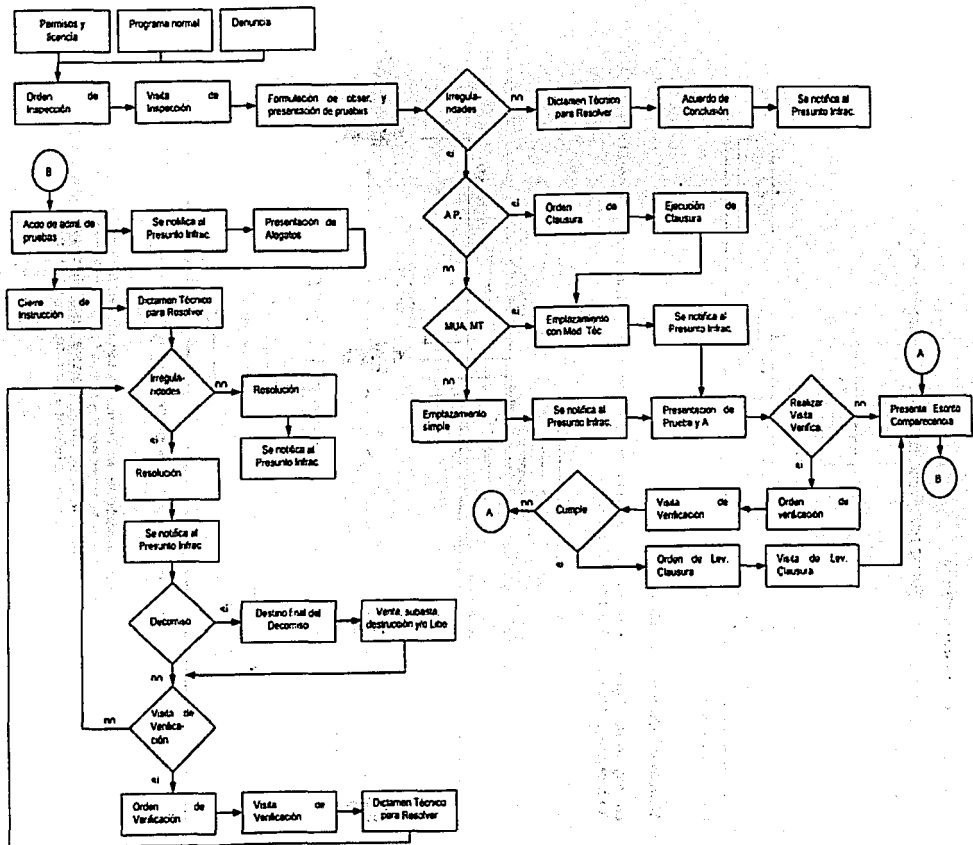 Permisos y
licencia
Programa normal
Denuncia
Orden de
Inspección
Visita de
Inspección
Formulación de obser. y
presentación de pruebas
Irregula-
ridades
no
Dictamen Técnico
para Resolver
Acuerdo de
Conclusión
Se notifica al
Presunto Infrac.
si
B
Acdo de admi. de
pruebas
Se notifica al
Presunto Infrac.
Presentación de
Alegatos
A.P.
si
Orden de
Clausura
Ejecución de
Clausura
no
Cierre de
Instrucción
Dictamen Técnico
para Resolver
MUA, MT
si
Emplazamiento
con Med. Téc
Se notifica al
Presunto Infrac.
no
A
Irregula-
ridades
no
Resolución
Se notifica al
Presunto Infrac
si
Emplazamiento
simple
Se notifica al
Presunto Infrac.
Presentación de
Prueba y A
Realizar
Visita
Verifica.
no
Presenta Escrito
Comparecencia
si
B
Resolución
A
no
Cumple
Visita de
Verificación
Orden de
verificación
si
Orden de Lev.
Clausura
Visita de Lev.
Clausura
Se notifica al
Presunto Infrac
Decomiso
si
Destino final del
Decomiso
Venta, subasta,
destrucción y/o Libe
no
Visita de
Verifica-
ción
no
si
Orden de
Verificación
Visita de
Verificación
Dictamen Técnico
para Resolver